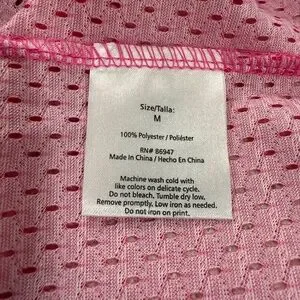 Size/Talla:
M
100% Polyester / Poliéster
RN# 86947
Made In China / Hecho En China
Machine wash cold with
like colors on delicate cycle.
Do not bleach. Tumble dry low.
Remove promptly. Low iron as needed.
Do not iron on print.